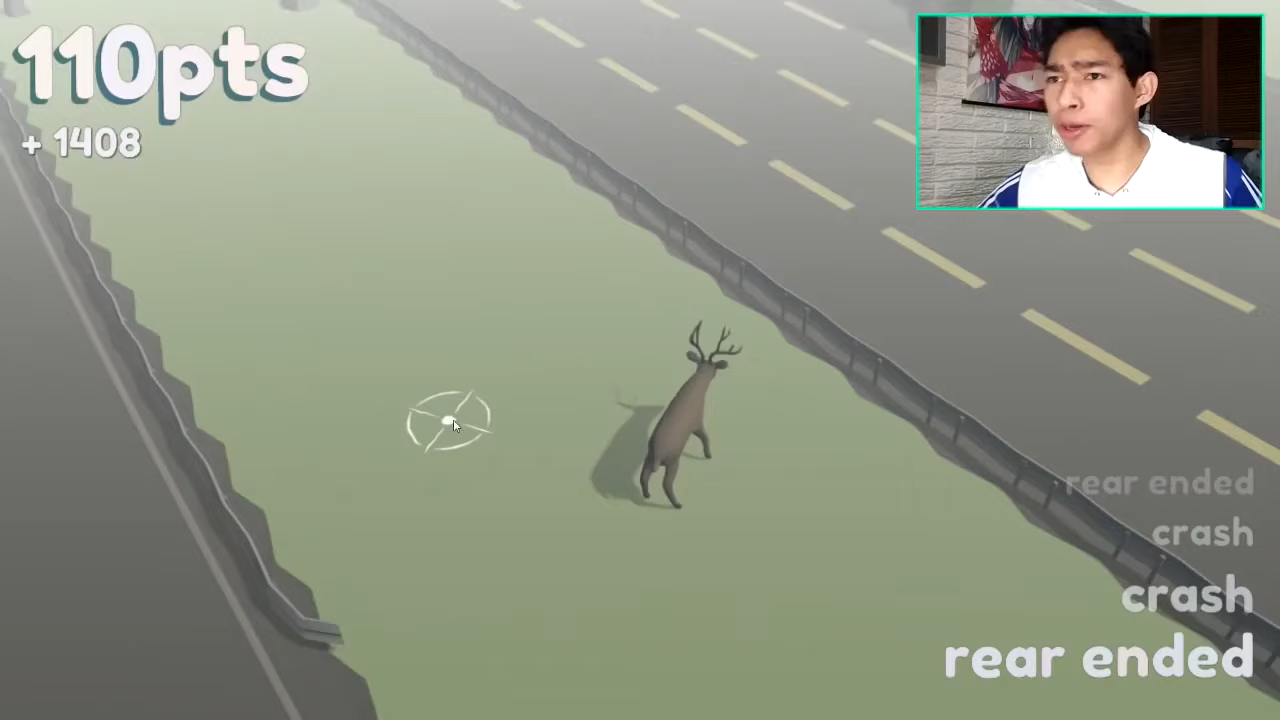 110pts
+ 1408
rear ended
crash
crash
rear ended